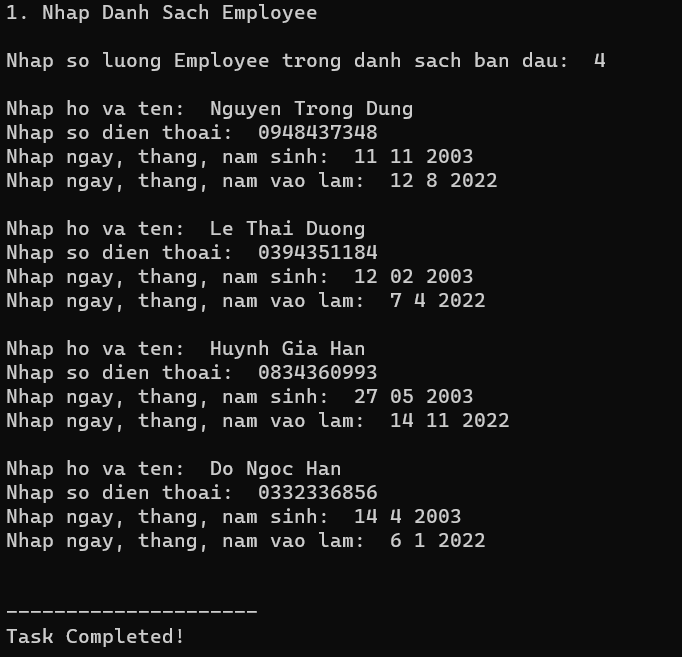 1. Nhap Danh Sach Employee
Nhap so luong Employee trong danh sach ban dau:  4
Nhap ho va ten:  Nguyen Trong Dung
Nhap so dien thoai:  0948437348
Nhap ngay, thang, nam sinh:  11 11 2003
Nhap ngay, thang, nam vao lam:  12 8 2022
Nhap ho va ten:  Le Thai Duong
Nhap so dien thoai:  0394351184
Nhap ngay, thang, nam sinh:  12 02 2003
Nhap ngay, thang, nam vao lam:  7 4 2022
Nhap ho va ten:  Huynh Gia Han
Nhap so dien thoai:  0834360993
Nhap ngay, thang, nam sinh:  27 05 2003
Nhap ngay, thang, nam vao lam:  14 11 2022
Nhap ho va ten:  Do Ngoc Han
Nhap so dien thoai:  0332336856
Nhap ngay, thang, nam sinh:  14 4 2003
Nhap ngay, thang, nam vao lam:  6 1 2022
---------------------
Task Completed!